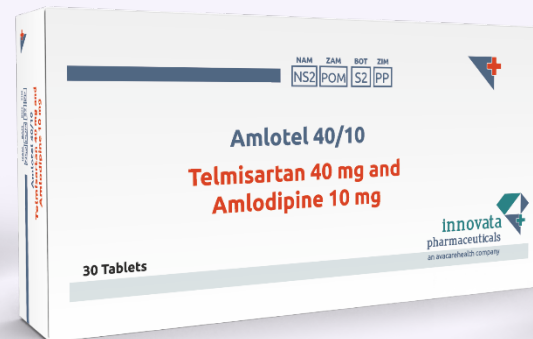 NAM ZAM BOT ZIM
NS2 POM S2 PP
Amlotel 40/10
Telmisartan 40 mg and
Amlodipine 10 mg
innovata
pharmaceuticals
an avacarehealth company
30 Tablets
Amlotel 40/10
Telmisartan 40 mg and
Amlodipine 10 mg